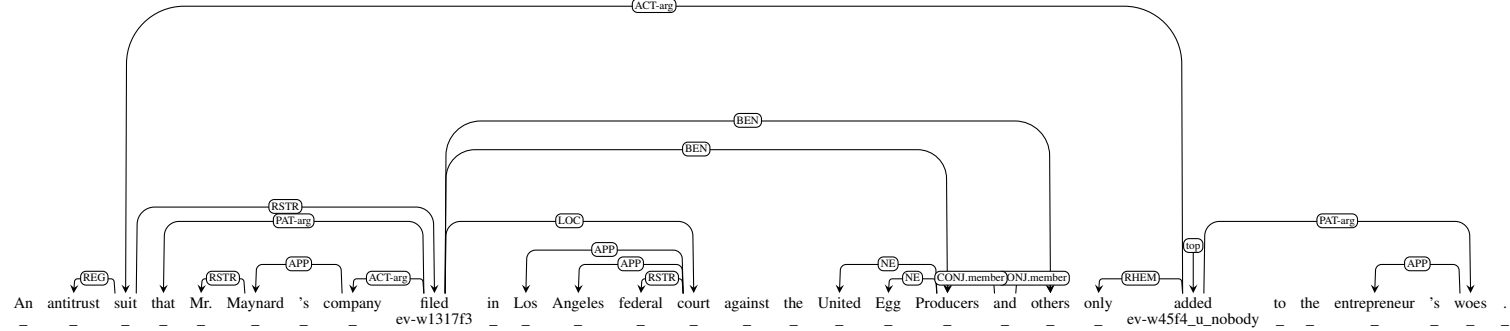 ACT-arg
BEN
BEN
RSTR
PAT-arg LOC PAT-arg
top
APP NE
REG RSTR APP ACT-arg APP RSTR NE CONJ.member ONJ.member RHEM APP
An antitrust suit that Mr. Maynard 's company filed in Los Angeles federal court against the United Egg Producers and others only added to the entrepreneur 's woes .
_ _ _ _ _ _ _ _ ev-w1317f3 _ _ _ _ _ _ _ _ _ _ _ _ _ ev-w45f4_u_nobody _ _ _ _ _ _